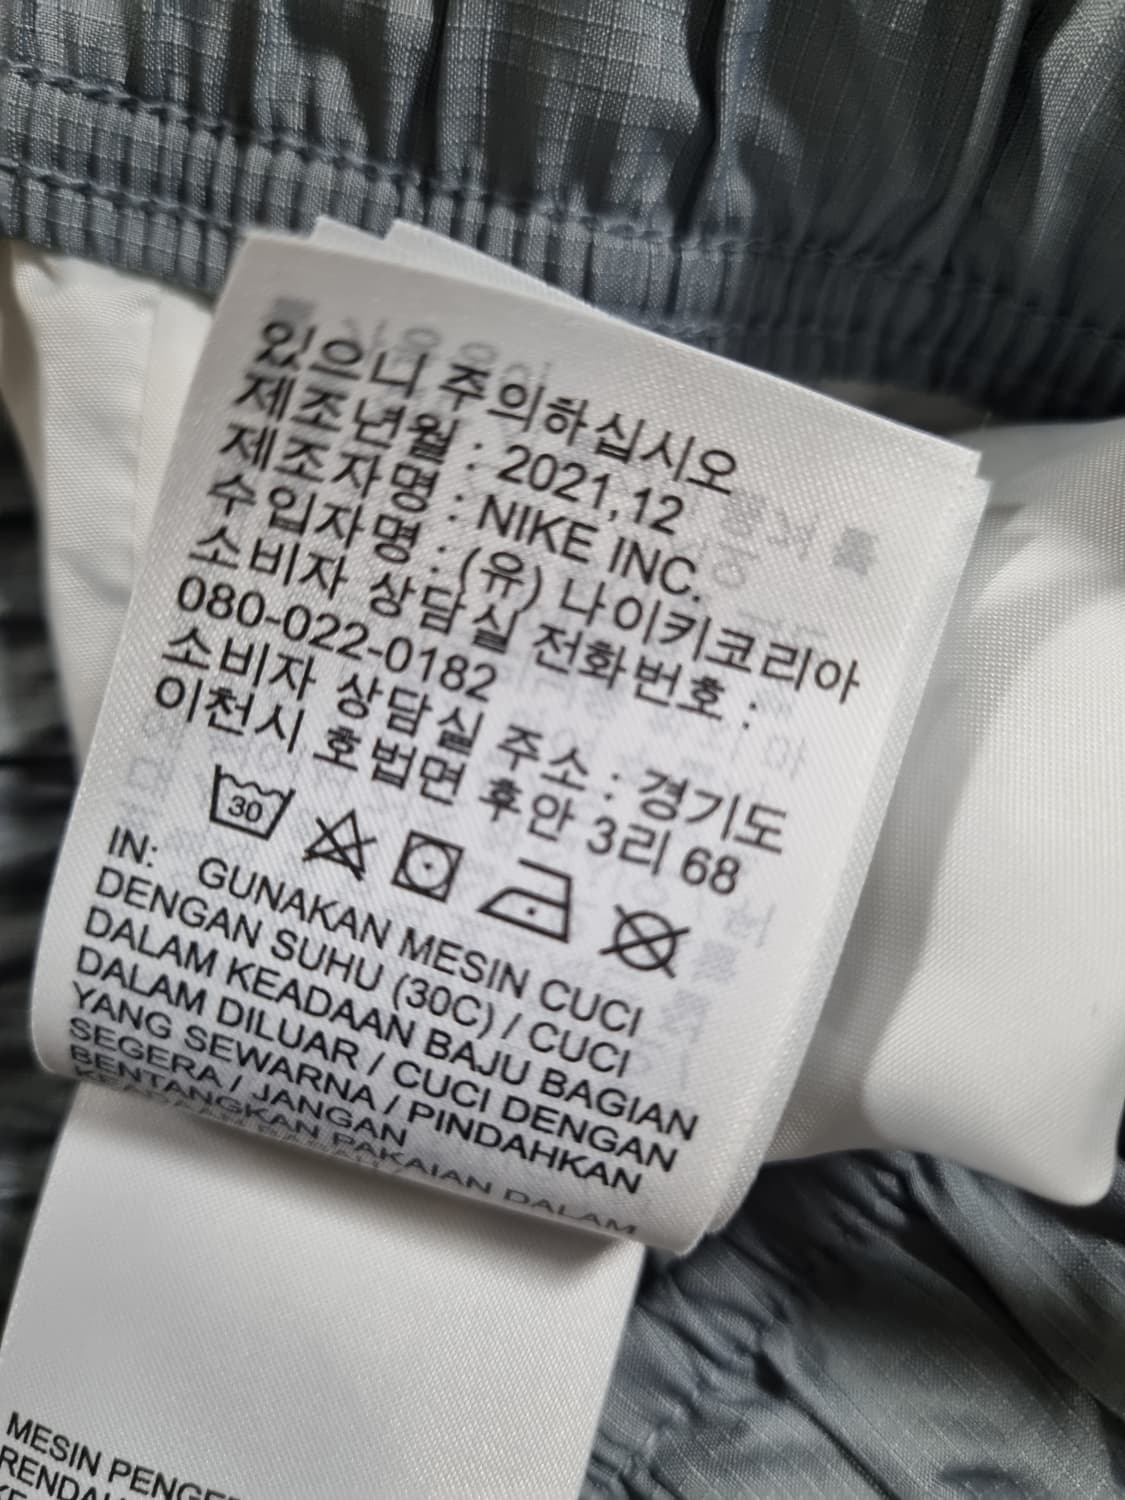 있으니 주의하십시오
제조년월 : 2021,12
제조자명 : NIKE INC.
수입자명 : (유) 나이키코리아
소비자 상담실 전화번호 :
080-022-0182
소비자 상담실 주소 : 경기도
이천시 호법면 후안 3리 68
30
IN: GUNAKAN MESIN CUCI
DENGAN SUHU (30C) / CUCI
DALAM KEADAAN BAJU BAGIAN
DALAM DILUAR / CUCI DENGAN
YANG SEWARNA / PINDAHKAN
SEGERA / JANGAN
BENTANGKAN PAKAIAN DALAM
MESIN